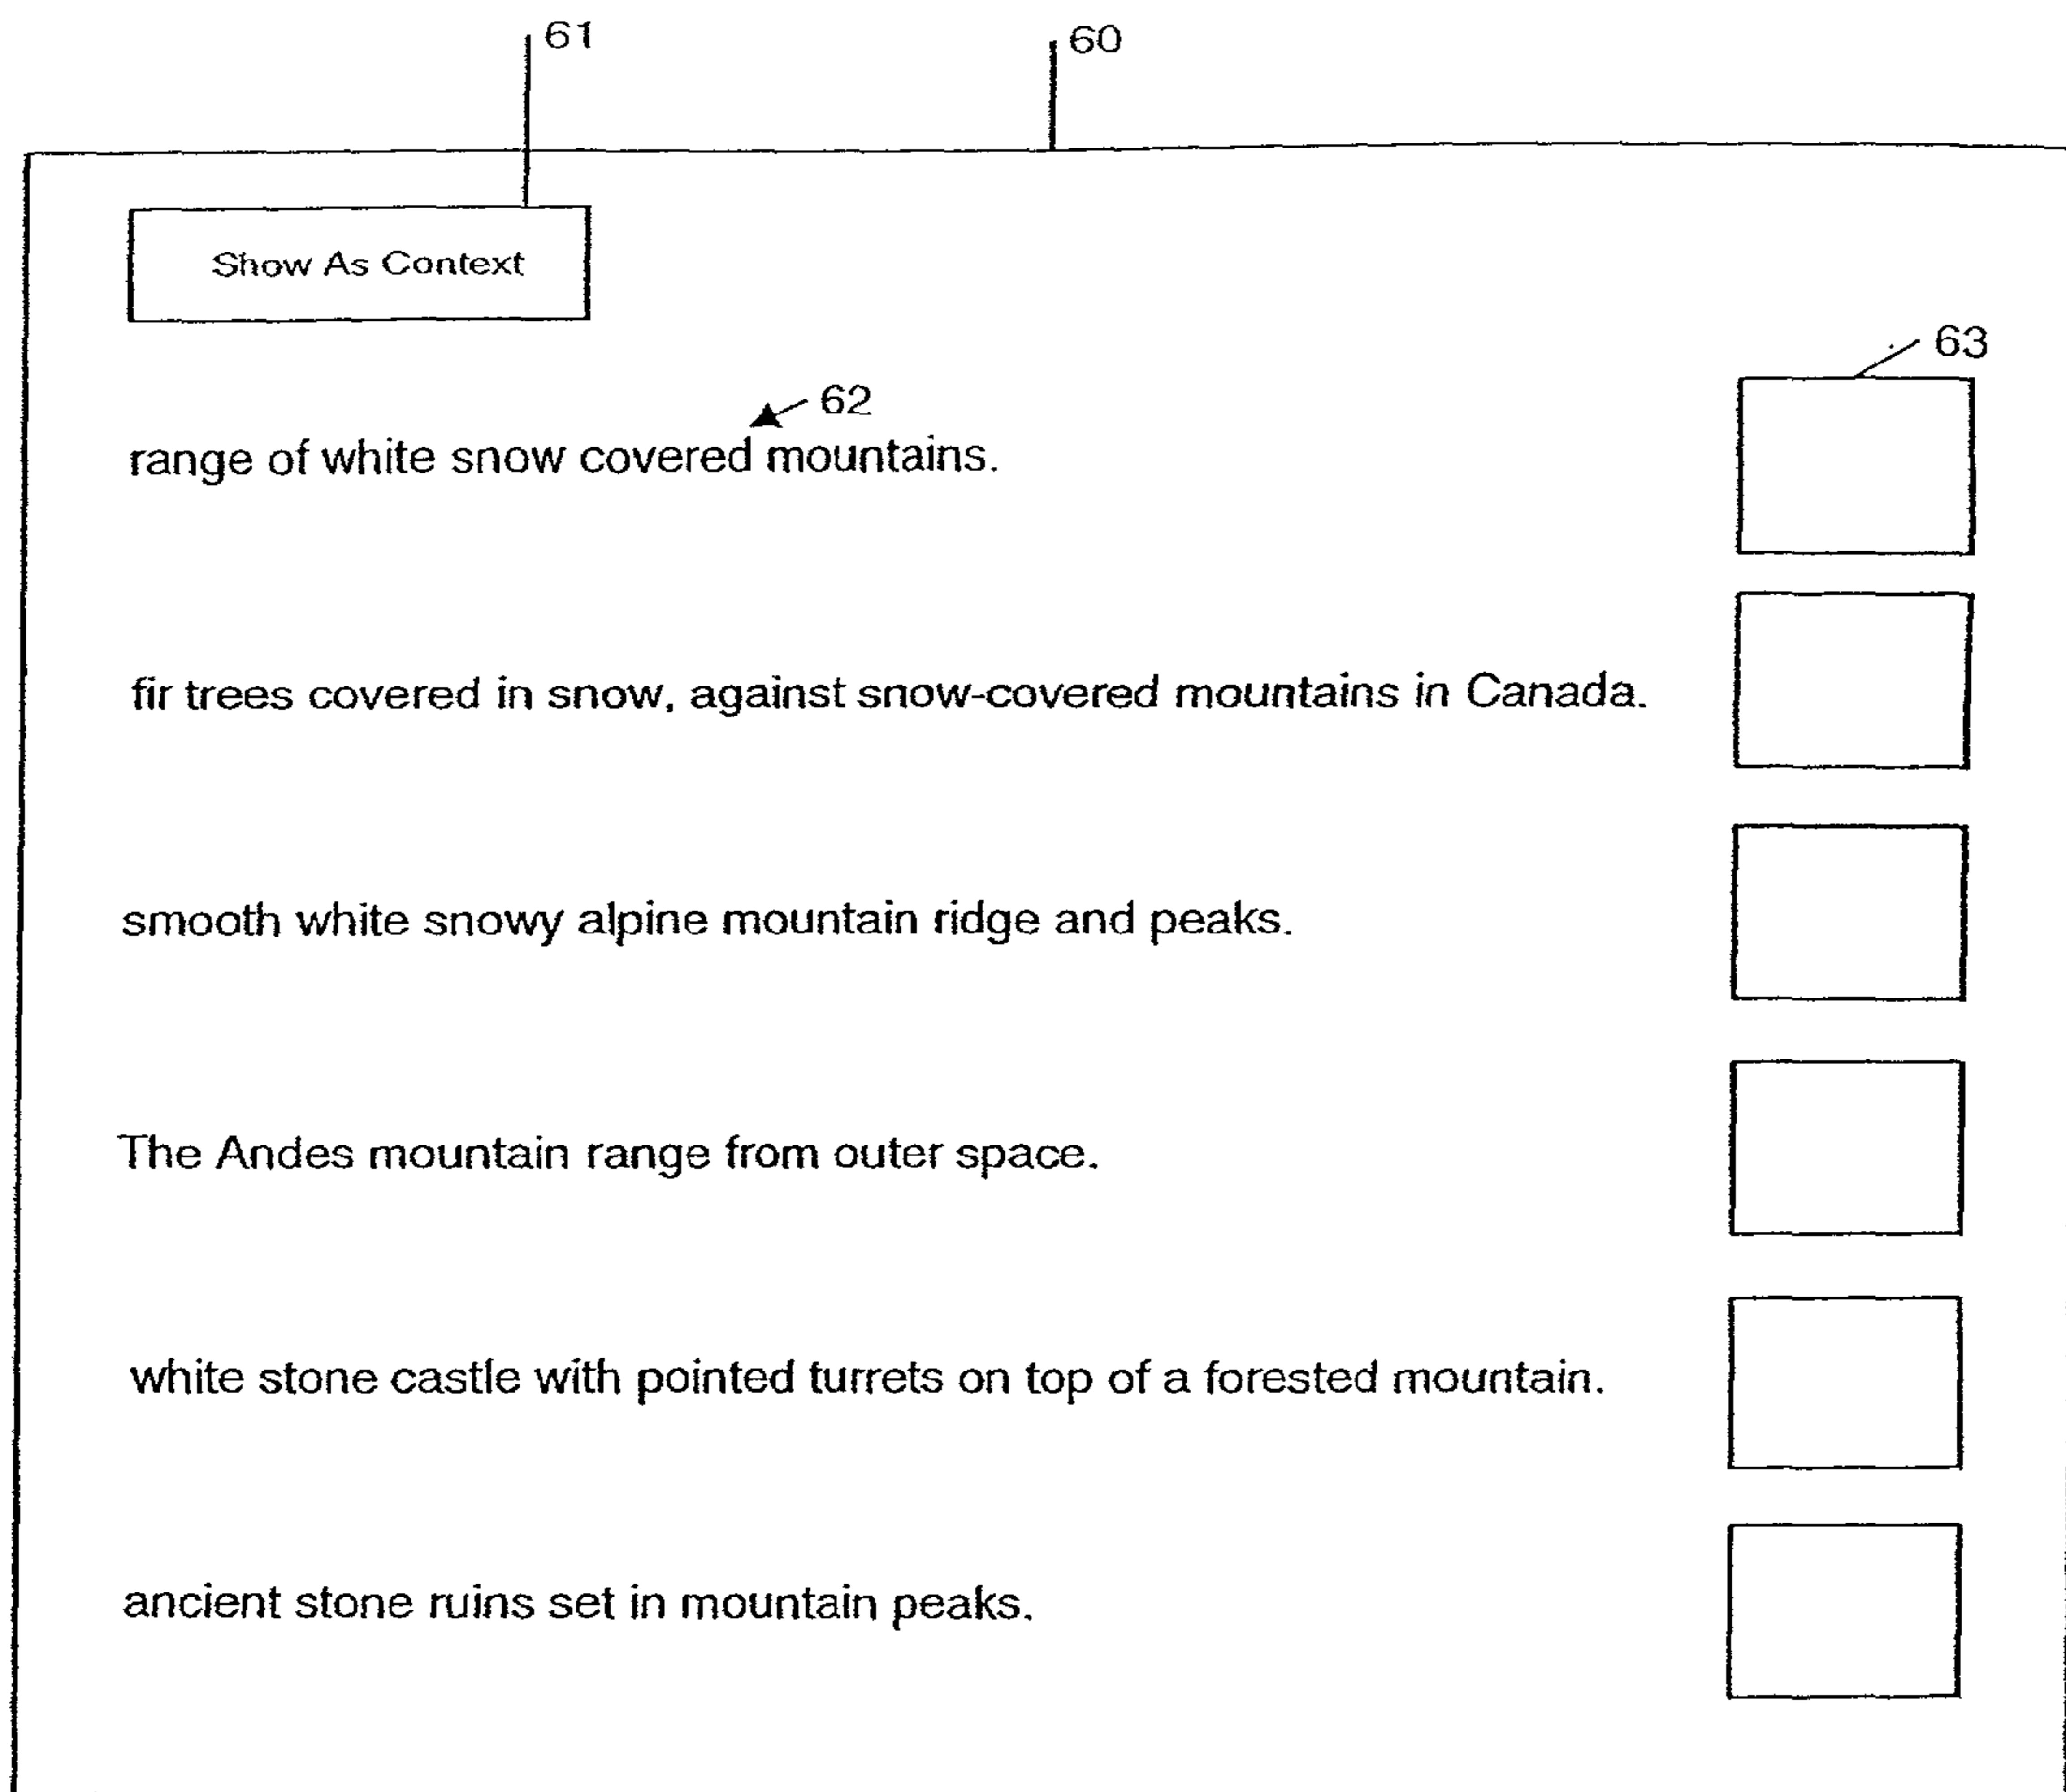 61
60
Show As Context
63
62
range of white snow covered mountains.
fir trees covered in snow, against snow-covered mountains in Canada.
smooth white snowy alpine mountain ridge and peaks.
The Andes mountain range from outer space.
white stone castle with pointed turrets on top of a forested mountain.
ancient stone ruins set in mountain peaks.